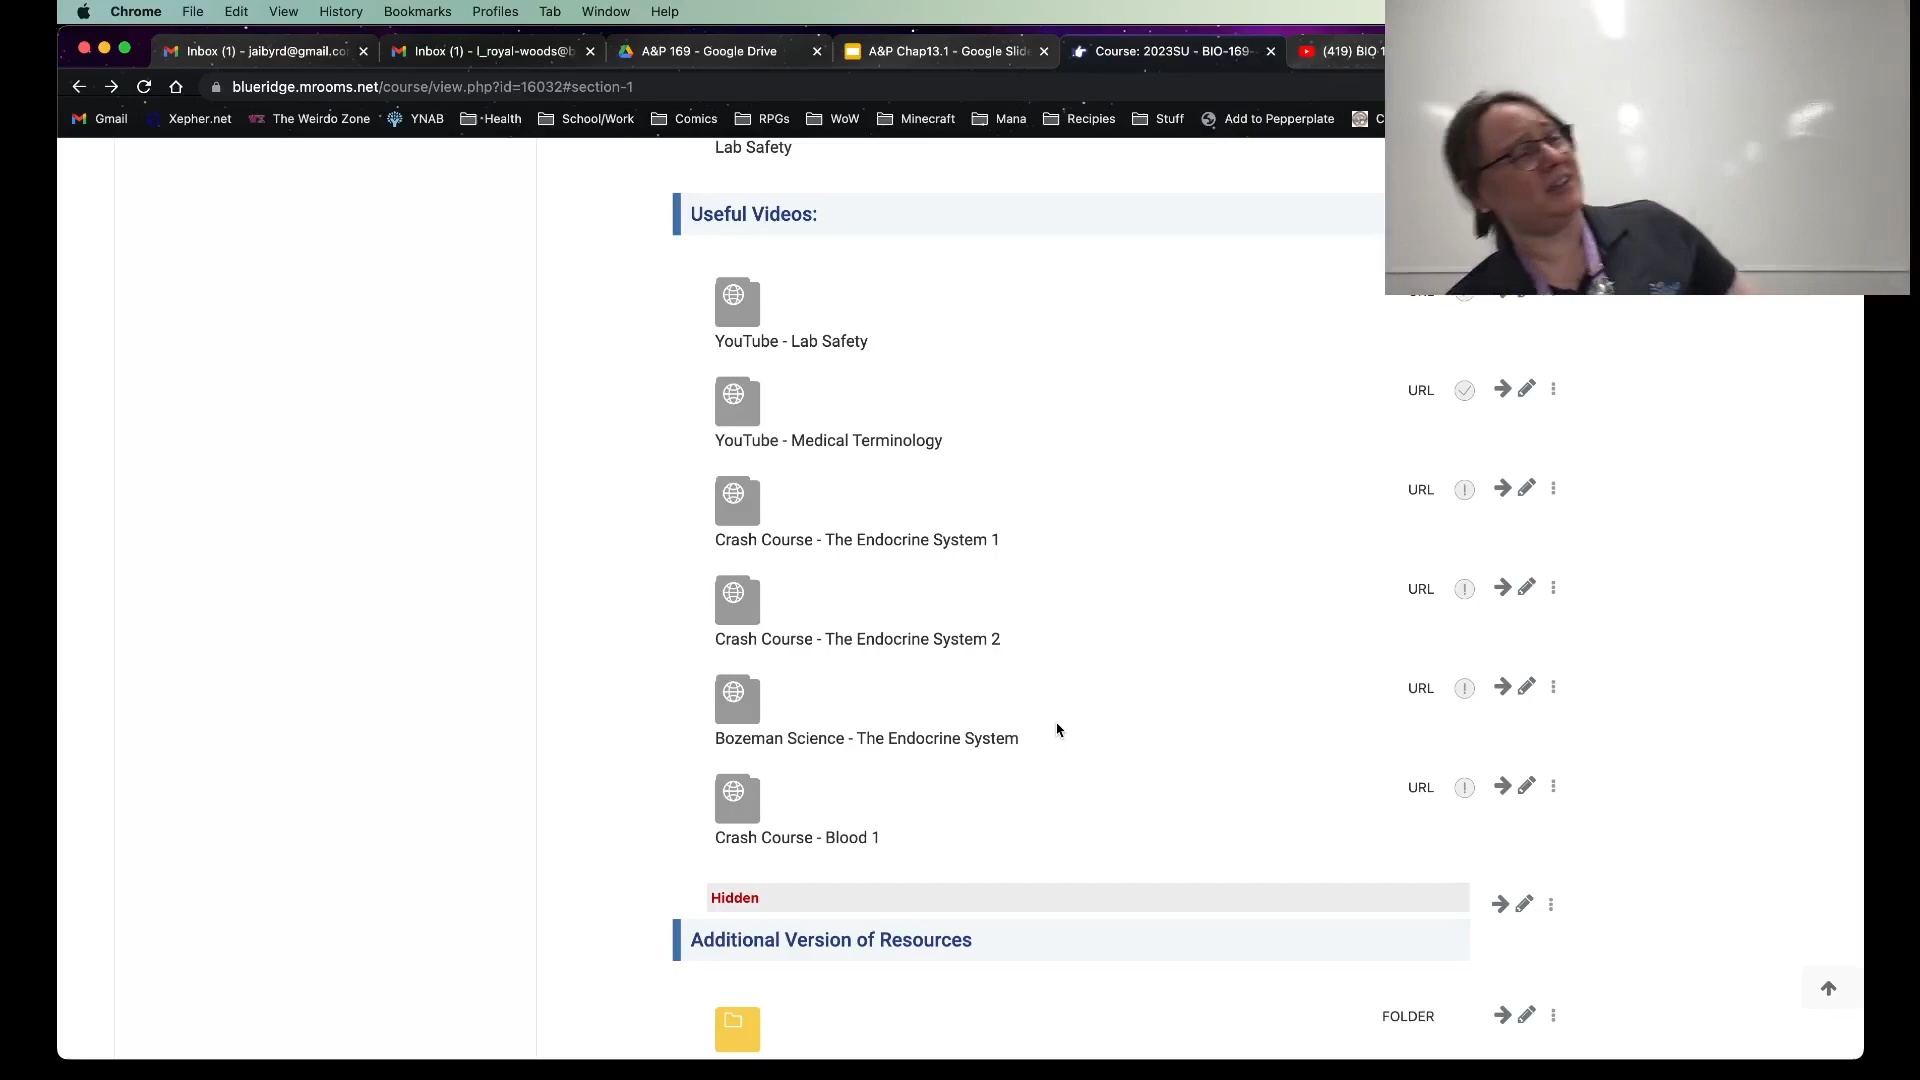 Chrome File Edit View History Bookmarks Profiles Tab Window Help
Inbox (1) - jaibyrd@gmail.co
Inbox (1) - l_royal-woods@b
A&P 169 - Google Drive
A&P Chap13.1 - Google Slide
Course: 2023SU - BIO-169-
(419) BIO 1
blueridge.mrooms.net/course/view.php?id=16032#section-1
Gmail Xepher.net The Weirdo Zone YNAB Health School/Work Comics RPGs WoW Minecraft Mana Recipies Stuff Add to Pepperplate C
Lab Safety
Useful Videos:
YouTube - Lab Safety
URL
YouTube - Medical Terminology
URL
Crash Course - The Endocrine System 1
URL
Crash Course - The Endocrine System 2
URL
Bozeman Science - The Endocrine System
URL
Crash Course - Blood 1
Hidden
Additional Version of Resources
FOLDER